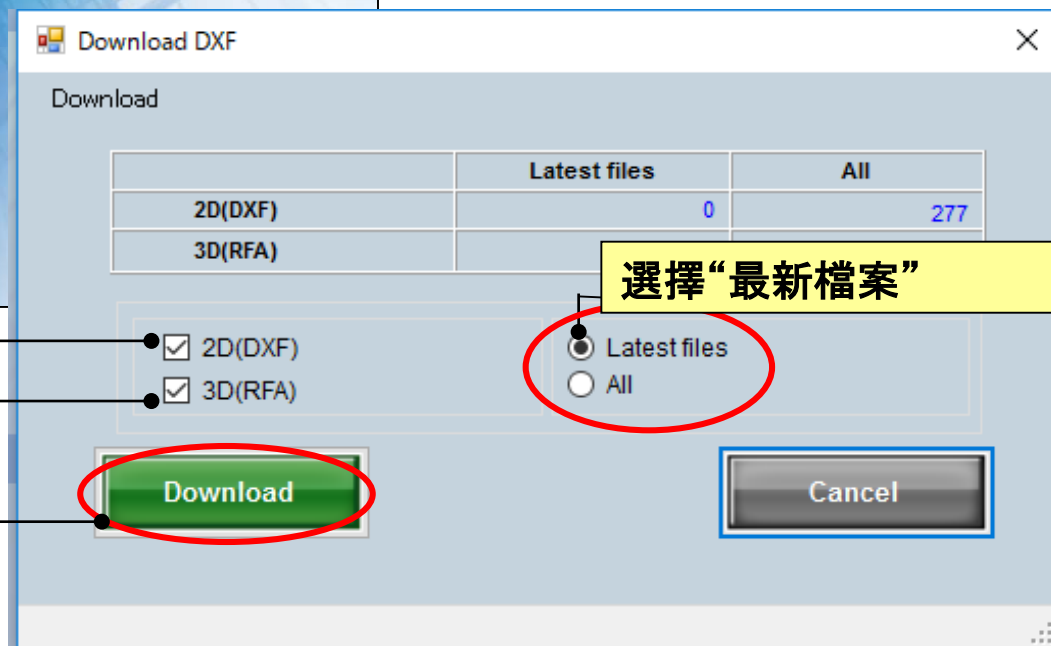 Download DXF
Download
Latest files All
2D(DXF) 0 277
3D(RFA)
選擇“最新檔案”
2D(DXF) Latest files
3D(RFA) All
Download Cancel